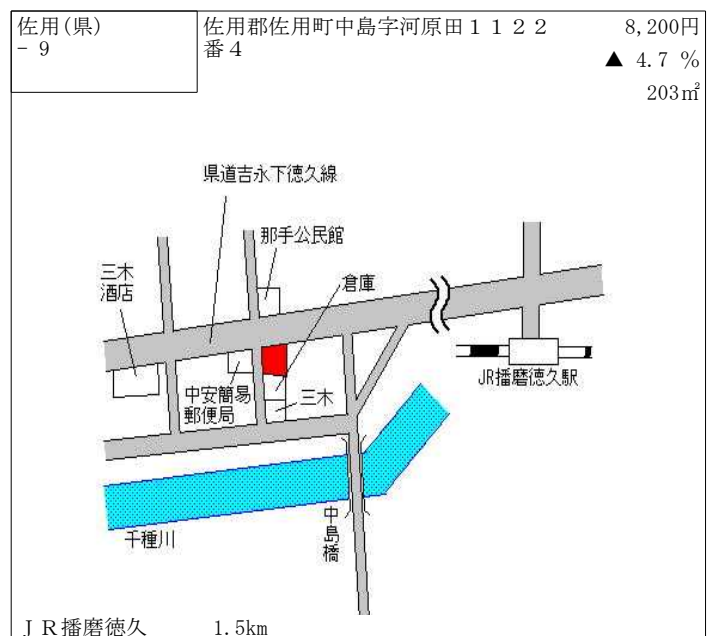 佐用(県)
- 9
佐用郡佐用町中島字河原田１１２２
番４
8,200円
▲ 4.7 %
203㎡
県道吉永下徳久線
那手公民館
三木
酒店
倉庫
中安簡易
郵便局
三木
JR播磨徳久駅
千種川
中島橋
ＪＲ播磨徳久 1.5km